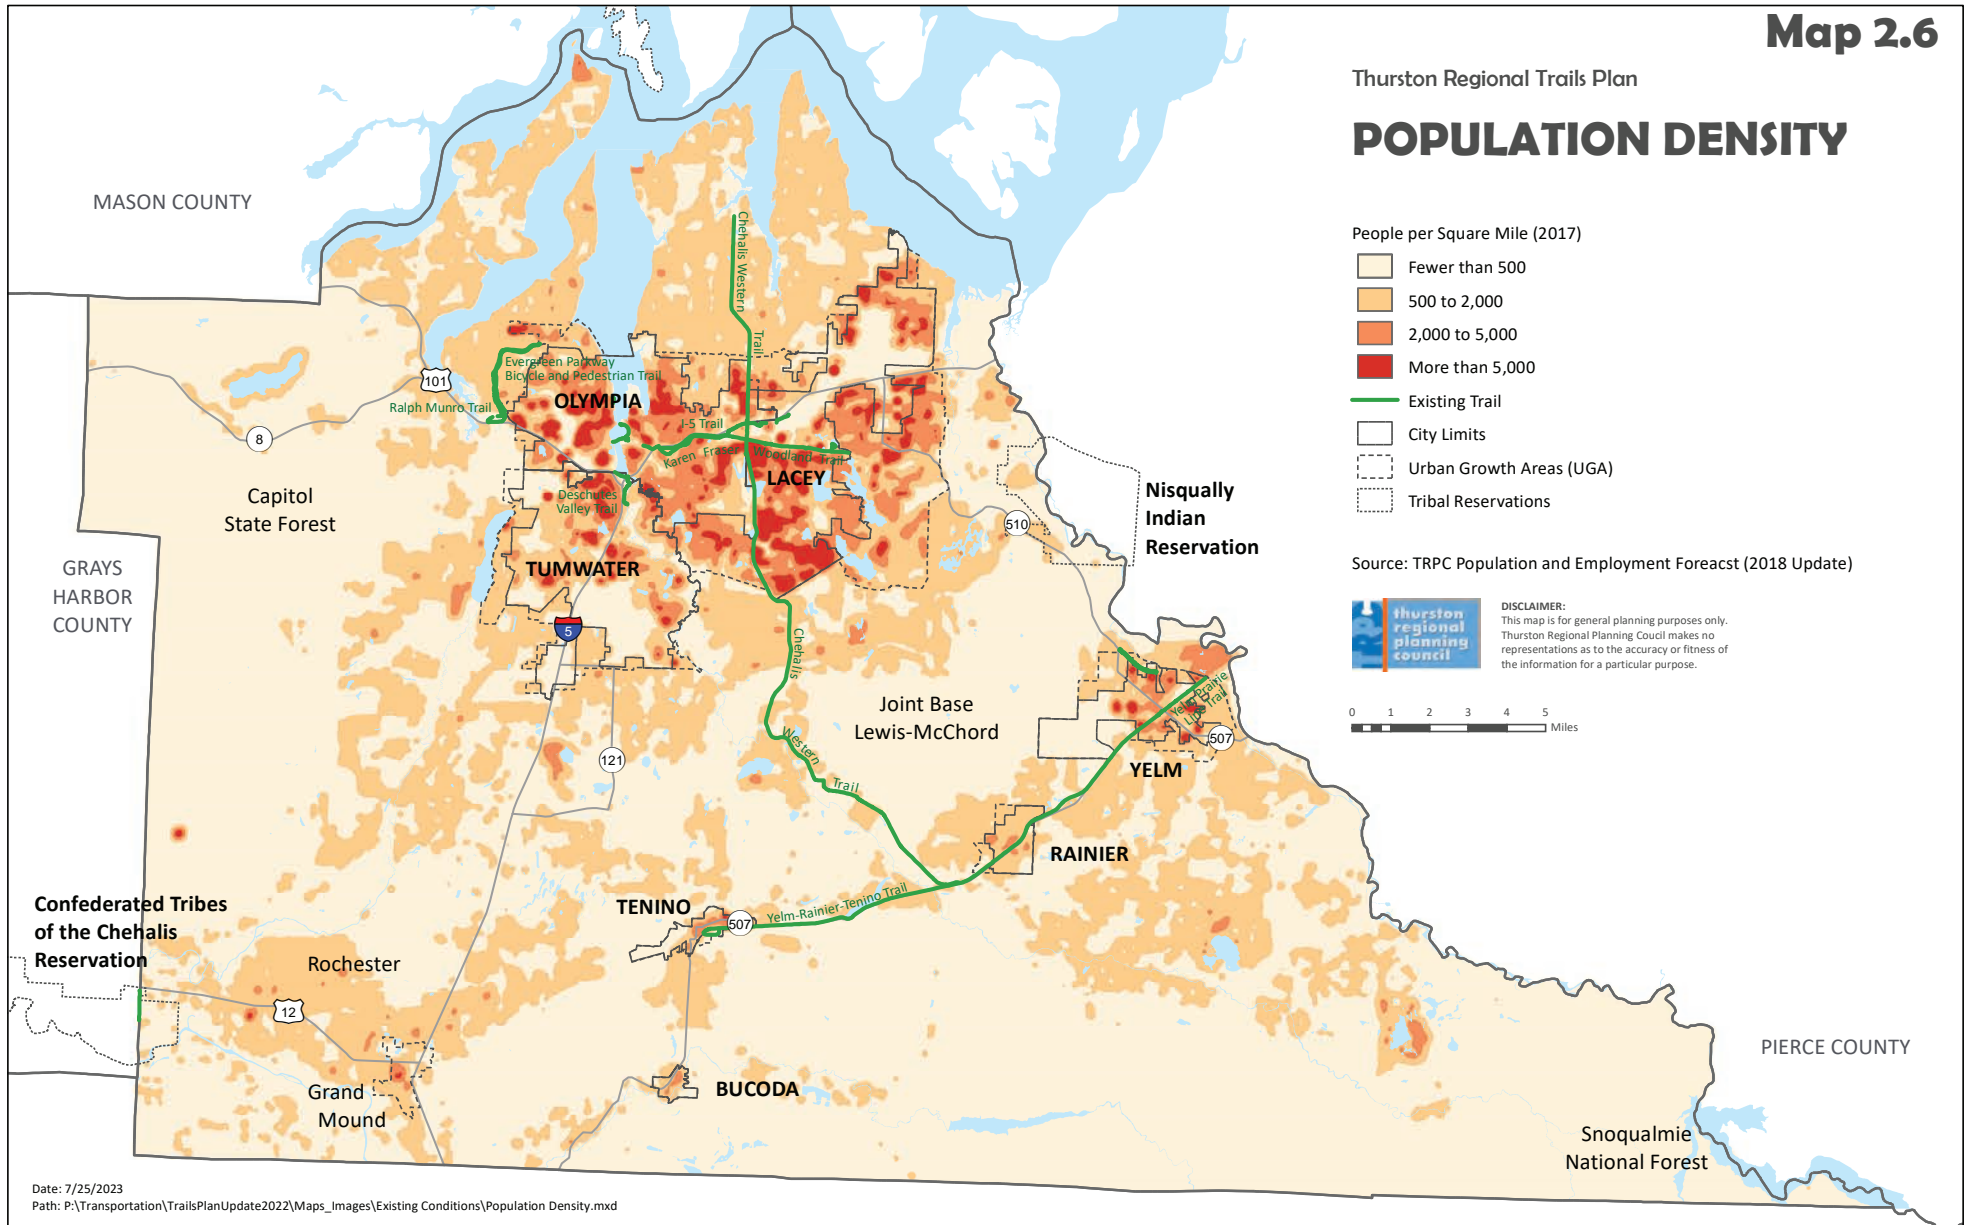 Map 2.6
Thurston Regional Trails Plan
POPULATION DENSITY
People per Square Mile (2017)
Fewer than 500
500 to 2,000
2,000 to 5,000
More than 5,000
Existing Trail
City Limits
Urban Growth Areas (UGA)
Tribal Reservations
Source: TRPC Population and Employment Foreacst (2018 Update)
thurston
regional
planning
council
DISCLAIMER:
This map is for general planning purposes only.
Thurston Regional Planning Coucil makes no
representations as to the accuracy or fitness of
the information for a particular purpose.
0 1 2 3 4 5
Miles
MASON COUNTY
Chehalis Western
Trail
Evergreen Parkway
Bicycle and Pedestrian Trail
101
OLYMPIA
Ralph Munro Trail
I-5 Trail
8
Karen Fraser Woodland Trail
LACEY
Capitol
State Forest
Deschutes
Valley Trail
Nisqually
Indian
Reservation
510
GRAYS
HARBOR
COUNTY
TUMWATER
5
Chehalis
Western
Trail
Joint Base
Lewis-McChord
Yelm Prairie
Line Trail
507
YELM
121
RAINIER
Confederated Tribes
of the Chehalis
Reservation
TENINO
507
Yelm-Rainier-Tenino Trail
Rochester
12
Grand
Mound
BUCODA
PIERCE COUNTY
Snoqualmie
National Forest
Date: 7/25/2023
Path: P:\Transportation\TrailsPlanUpdate2022\Maps_Images\Existing Conditions\Population Density.mxd